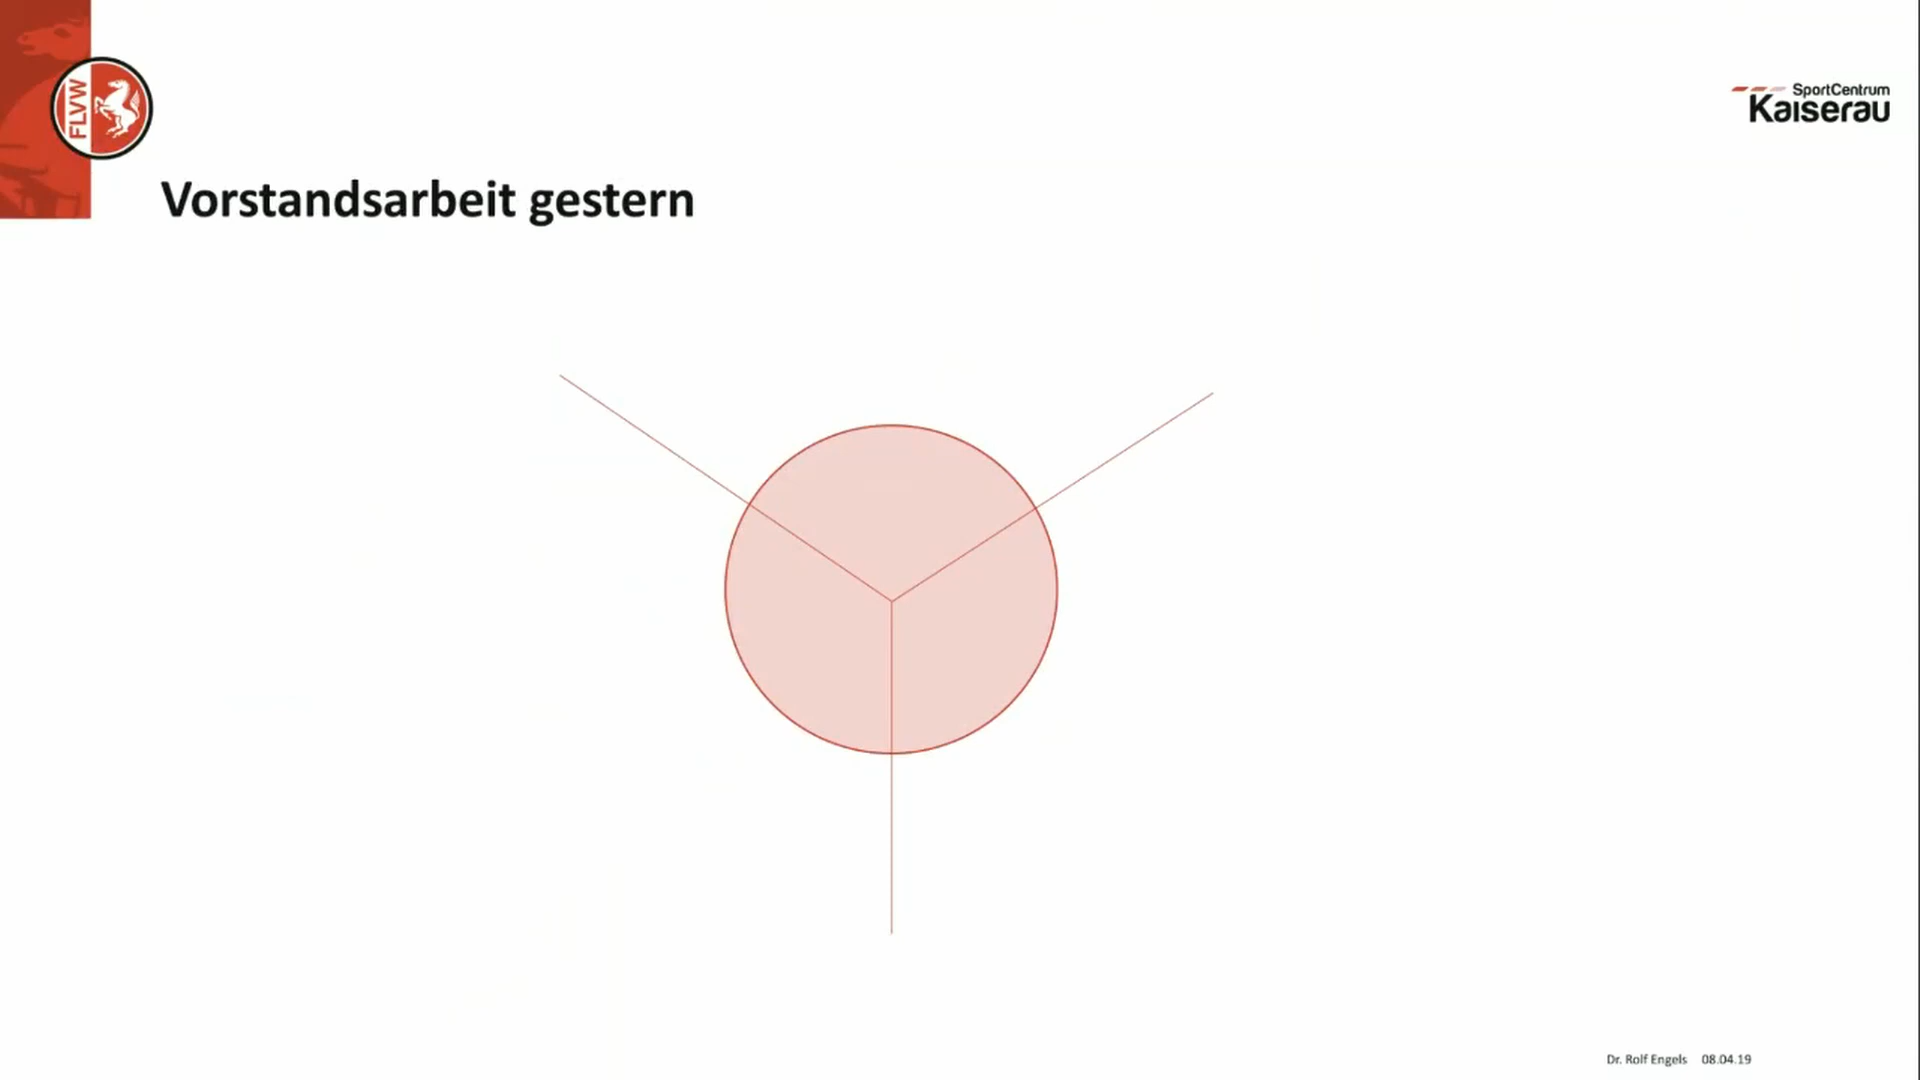 FLVW
SportCentrum
Kaiserau
Vorstandsarbeit gestern
Dr. Rolf Engels 08.04.19